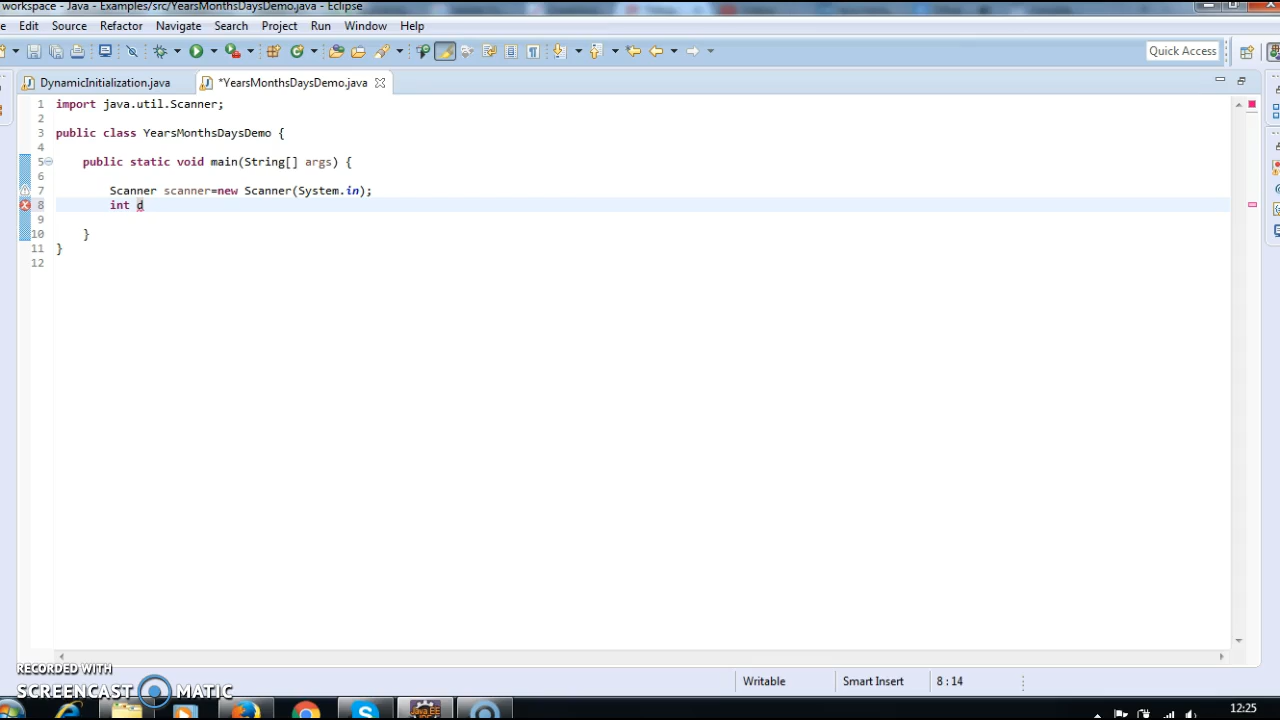 workspace - Java - Examples/src/YearsMonthsDaysDemo.java - Eclipse
Edit Source Refactor Navigate Search Project Run Window Help
Quick Access
DynamicInitialization.java *YearsMonthsDaysDemo.java
1 import java.util.Scanner;
2
3 public class YearsMonthsDaysDemo {
4
5 public static void main(String[] args) {
6
7 Scanner scanner=new Scanner(System.in);
8 int d
9
10 }
11 }
12
RECORDED WITH
SCREENCAST MATIC
Writable Smart Insert 8 : 14
Java EE
12:25